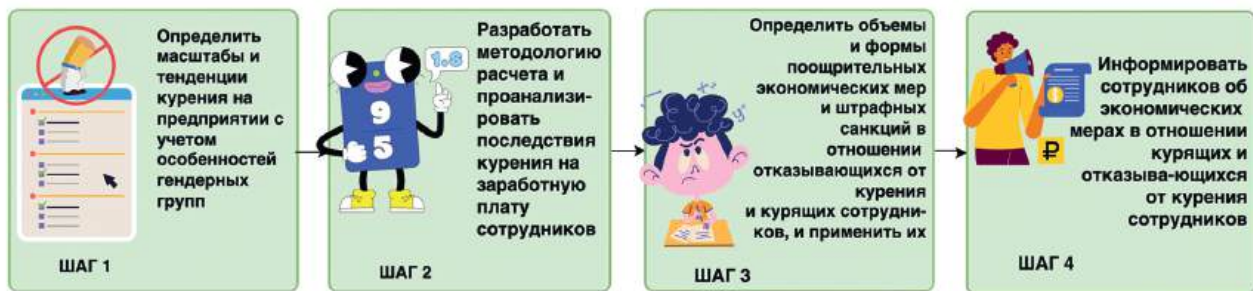 Определить
масштабы и
тенденции
курения на
предприятии с
учетом
особенностей
гендерных
групп
ШАГ 1
1.6
9
5
Разработать
методологию
расчета и
проанализи-
ровать
последствия
курения на
заработную
плату
сотрудников
ШАГ 2
Определить объемы
и формы
поощрительных
экономических мер
и штрафных
санкций в
отношении
отказывающихся от
курения
и курящих сотрудни-
ков, и применить их
ШАГ 3
Информировать
сотрудников об
экономических
мерах в отношении
курящих и
отказыва-ющихся
от курения
сотрудников
₽
ШАГ 4